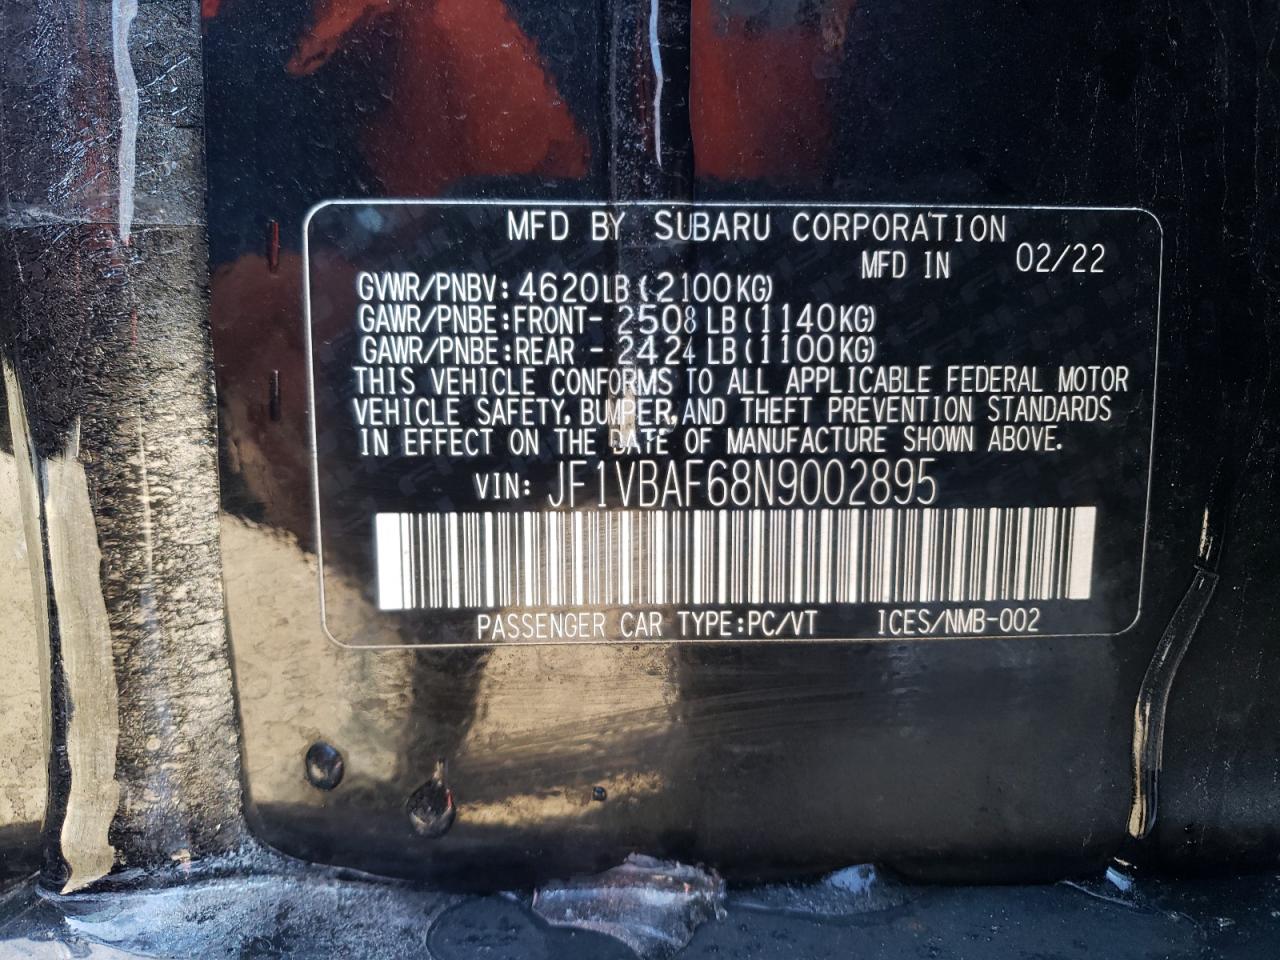 MFD BY SUBARU CORPORATION
MFD IN 02/22
GVWR/PNBV: 4620LB(2100KG)
GAWR/PNBE:FRONT- 2508 LB(1140KG)
GAWR/PNBE:REAR - 2424 LB(1100KG)
THIS VEHICLE CONFORMS TO ALL APPLICABLE FEDERAL MOTOR
VEHICLE SAFETY, BUMPER, AND THEFT PREVENTION STANDARDS
IN EFFECT ON THE DATE OF MANUFACTURE SHOWN ABOVE.
VIN: JF1VBAF68N9002895
PASSENGER CAR TYPE:PC/VT ICES/NMB-002